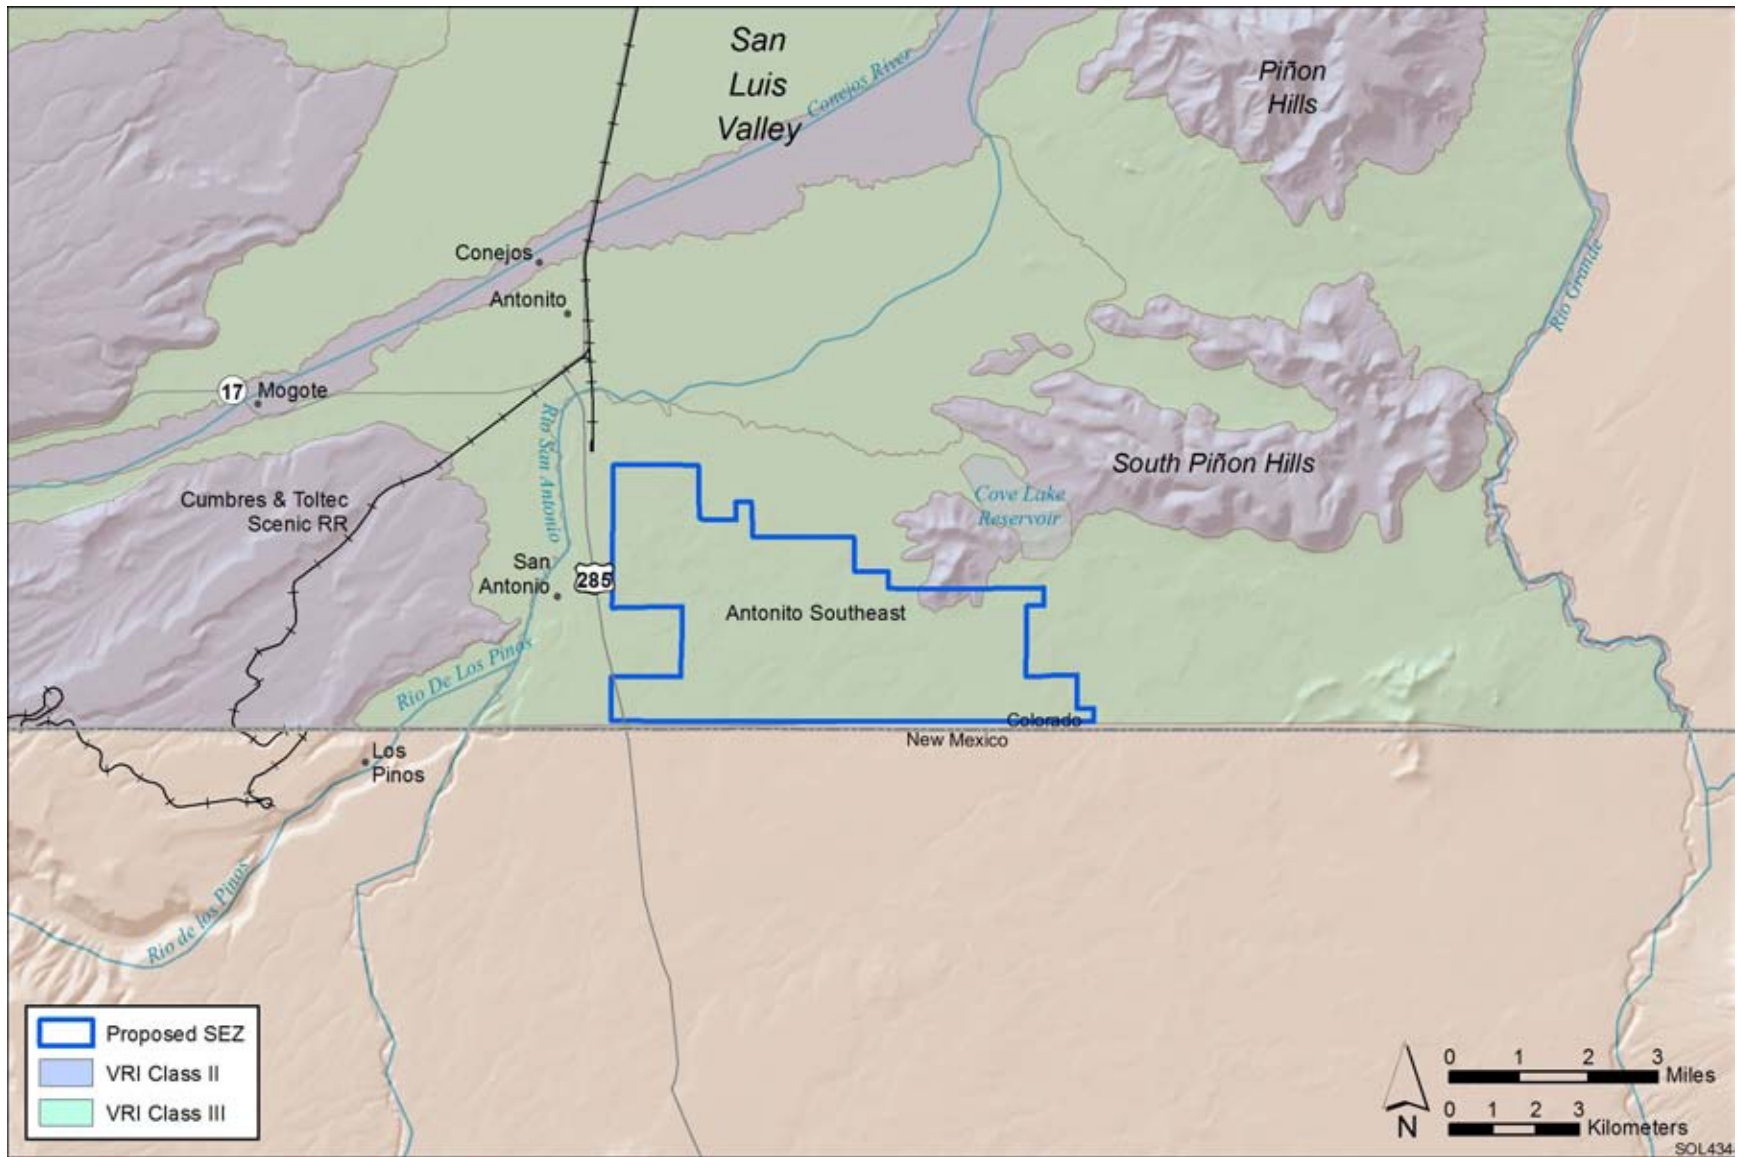 San
Luis
Valley
Conejos River
Piñon
Hills
Conejos
Antonito
17
Mogote
Rio Grande
Rio San Antonio
South Piñon Hills
Cumbres & Toltec
Scenic RR
Cove Lake
Reservoir
San
Antonio
285
Antonito Southeast
Rio De Los Pinos
Colorado
New Mexico
Los
Pinos
Rio de los Pinos
Proposed SEZ
VRI Class II
VRI Class III
N
0 1 2 3
Miles
0 1 2 3
Kilometers
SOL434